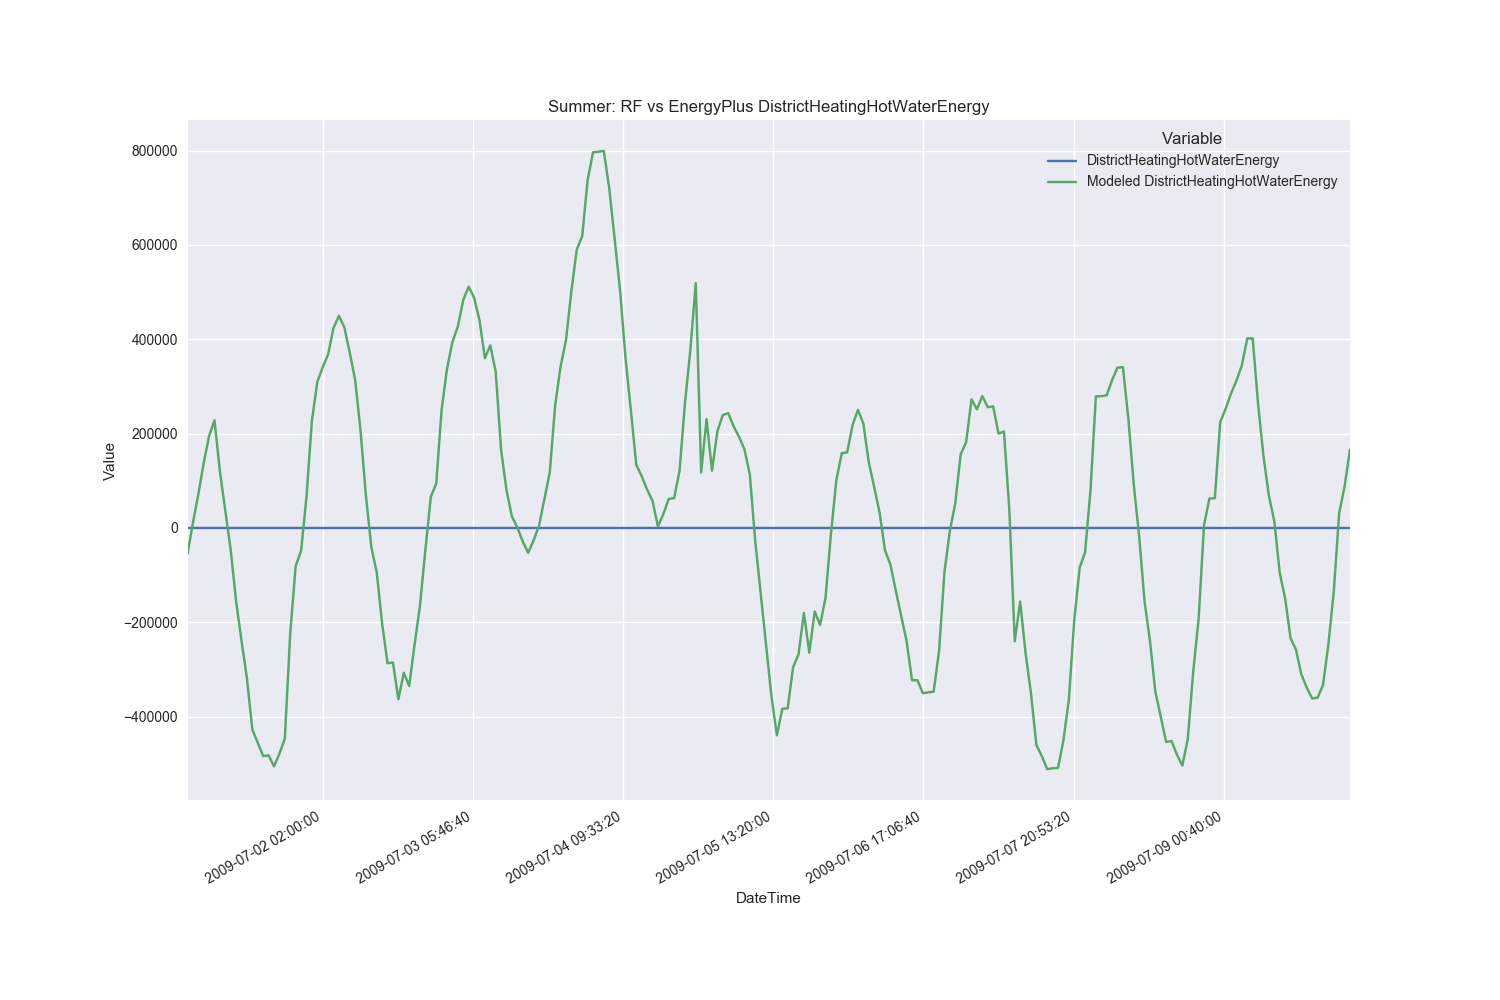 Summer: RF vs EnergyPlus DistrictHeatingHotWaterEnergy
Variable
DistrictHeatingHotWaterEnergy
Modeled DistrictHeatingHotWaterEnergy
800000
600000
400000
200000
0
−200000
−400000
Value
2009-07-02 02:00:00
2009-07-03 05:46:40
2009-07-04 09:33:20
2009-07-05 13:20:00
2009-07-06 17:06:40
2009-07-07 20:53:20
2009-07-09 00:40:00
DateTime